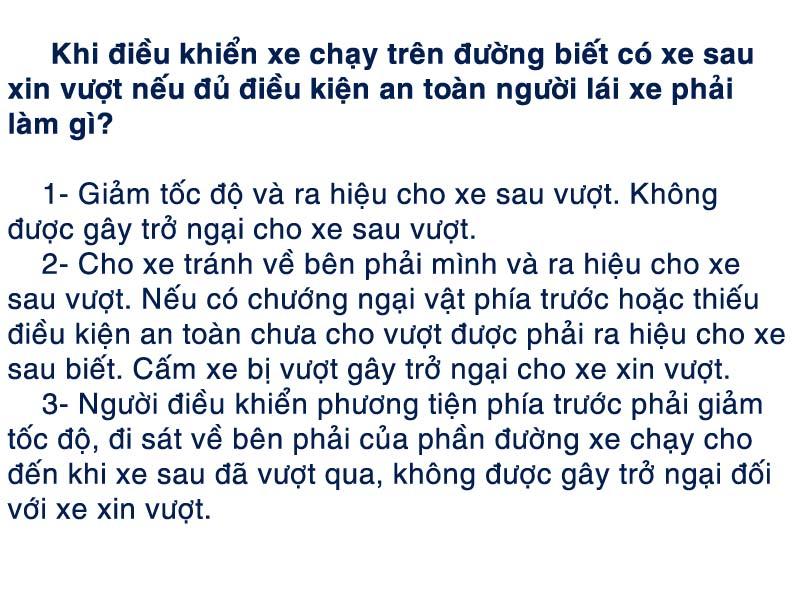 Khi điều khiển xe chạy trên đường biết có xe sau
xin vượt nếu đủ điều kiện an toàn người lái xe phải
làm gì?
1- Giảm tốc độ và ra hiệu cho xe sau vượt. Không
được gây trở ngại cho xe sau vượt.
2- Cho xe tránh về bên phải mình và ra hiệu cho xe
sau vượt. Nếu có chướng ngại vật phía trước hoặc thiếu
điều kiện an toàn chưa cho vượt được phải ra hiệu cho xe
sau biết. Cấm xe bị vượt gây trở ngại cho xe xin vượt.
3- Người điều khiển phương tiện phía trước phải giảm
tốc độ, đi sát về bên phải của phần đường xe chạy cho
đến khi xe sau đã vượt qua, không được gây trở ngại đối
với xe xin vượt.